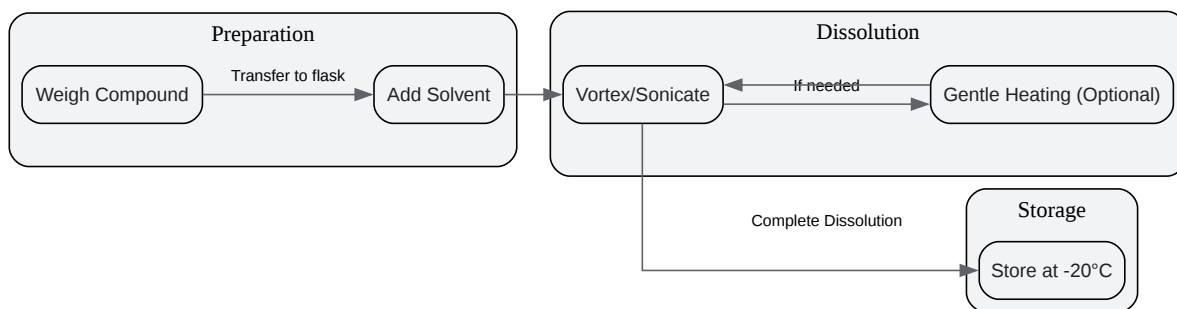 Preparation
Weigh Compound
Transfer to flask
Add Solvent
Dissolution
Vortex/Sonicate
If needed
Gentle Heating (Optional)
Complete Dissolution
Storage
Store at -20°C